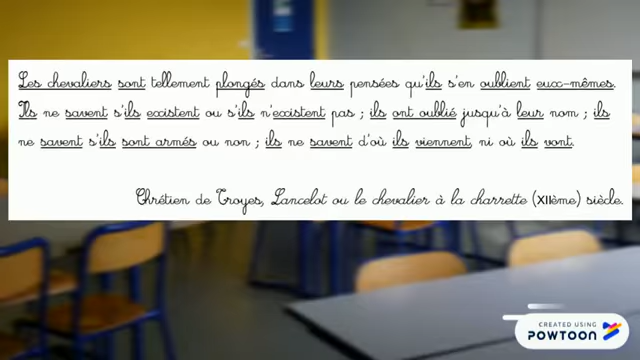 Les chevaliers sont tellement plongés dans leurs pensées qu'ils s'en oublient eux-mêmes.
Ils ne savent s'ils existent ou s'ils n'existent pas ; ils ont oublié jusqu'à leur nom ; ils
ne savent s'ils sont armés ou non ; ils ne savent d'où ils viennent, ni où ils vont.
Chrétien de Troyes, Lancelot ou le chevalier à la charrette (XIIème) siècle.
CREATED USING
POWTOON